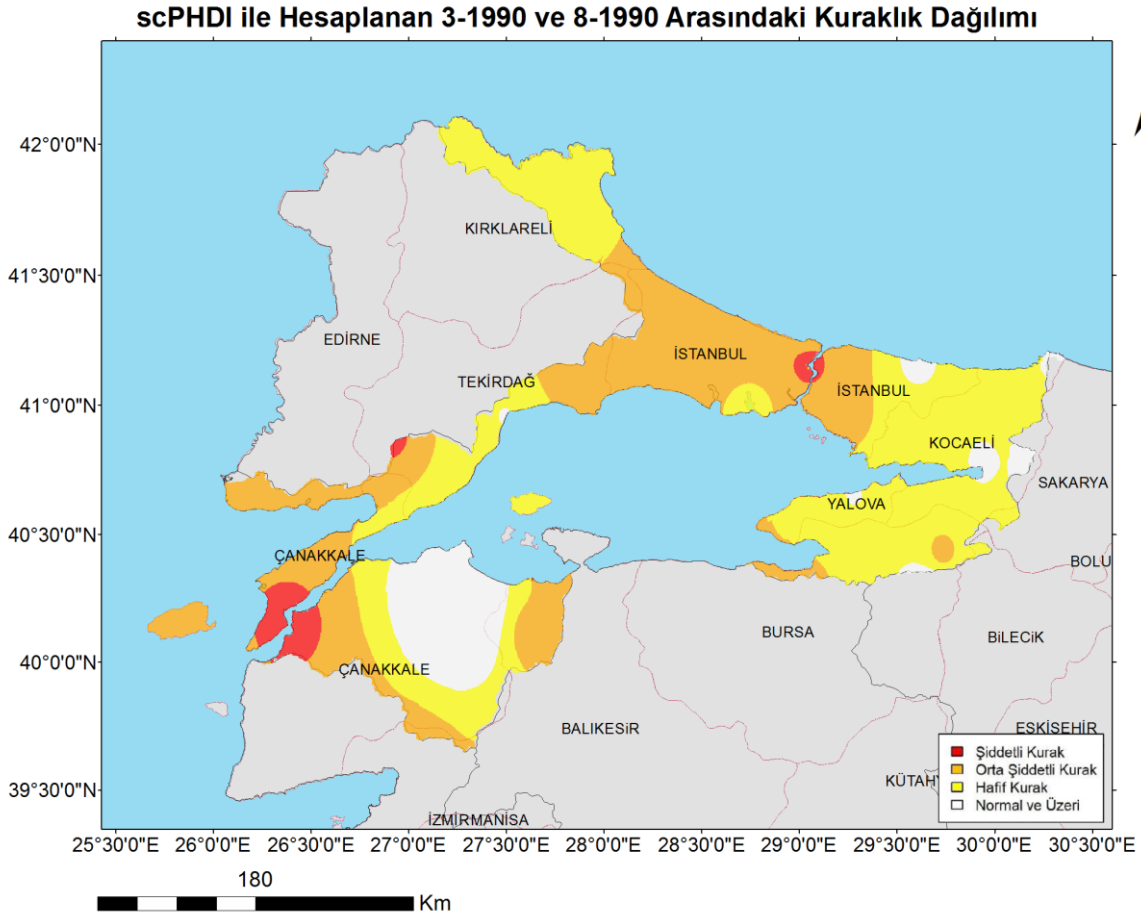 scPHDI ile Hesaplanan 3-1990 ve 8-1990 Arasındaki Kuraklık Dağılımı
42°0'0"N
KIRKLARELİ
41°30'0"N
EDİRNE
İSTANBUL
TEKİRDAĞ
İSTANBUL
41°0'0"N
KOCAELİ
SAKARYA
YALOVA
40°30'0"N
ÇANAKKALE
BOLU
BURSA
BİLECİK
40°0'0"N
ÇANAKKALE
BALIKESİR
ESKİSEHİR
Şiddetli Kurak
Orta Şiddetli Kurak
Hafif Kurak
Normal ve Üzeri
KÜTAHY
39°30'0"N
İZMİRMANİSA
25°30'0"E 26°0'0"E 26°30'0"E 27°0'0"E 27°30'0"E 28°0'0"E 28°30'0"E 29°0'0"E 29°30'0"E 30°0'0"E 30°30'0"E
180
Km